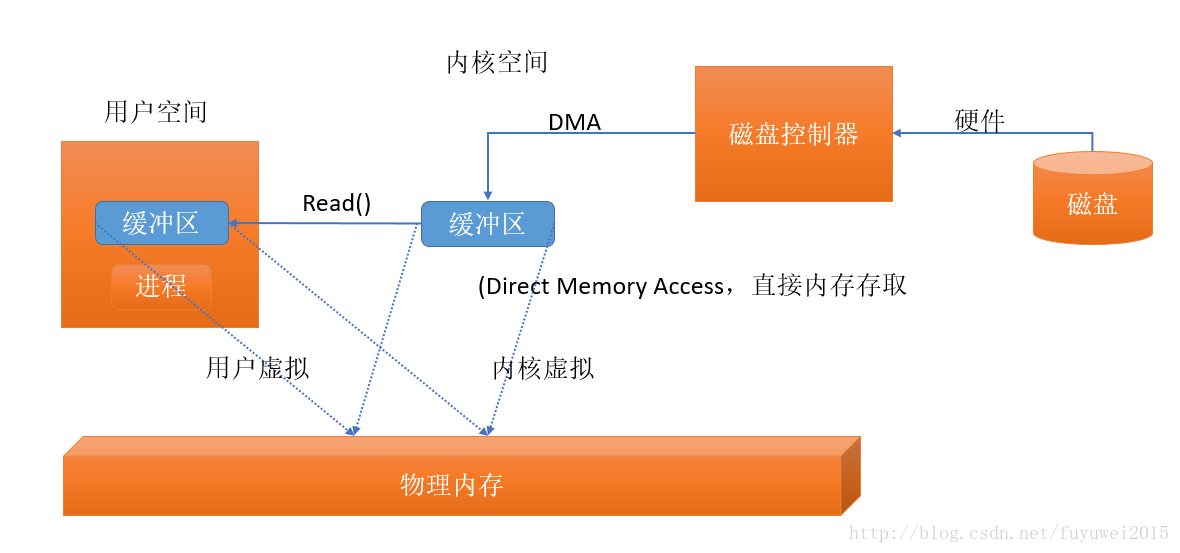 内核空间
用户空间
DMA
磁盘控制器
硬件
磁盘
缓冲区
Read()
缓冲区
进程
(Direct Memory Access，直接内存存取
用户虚拟
内核虚拟
物理内存
http://blog.csdn.net/fuyuwei2015